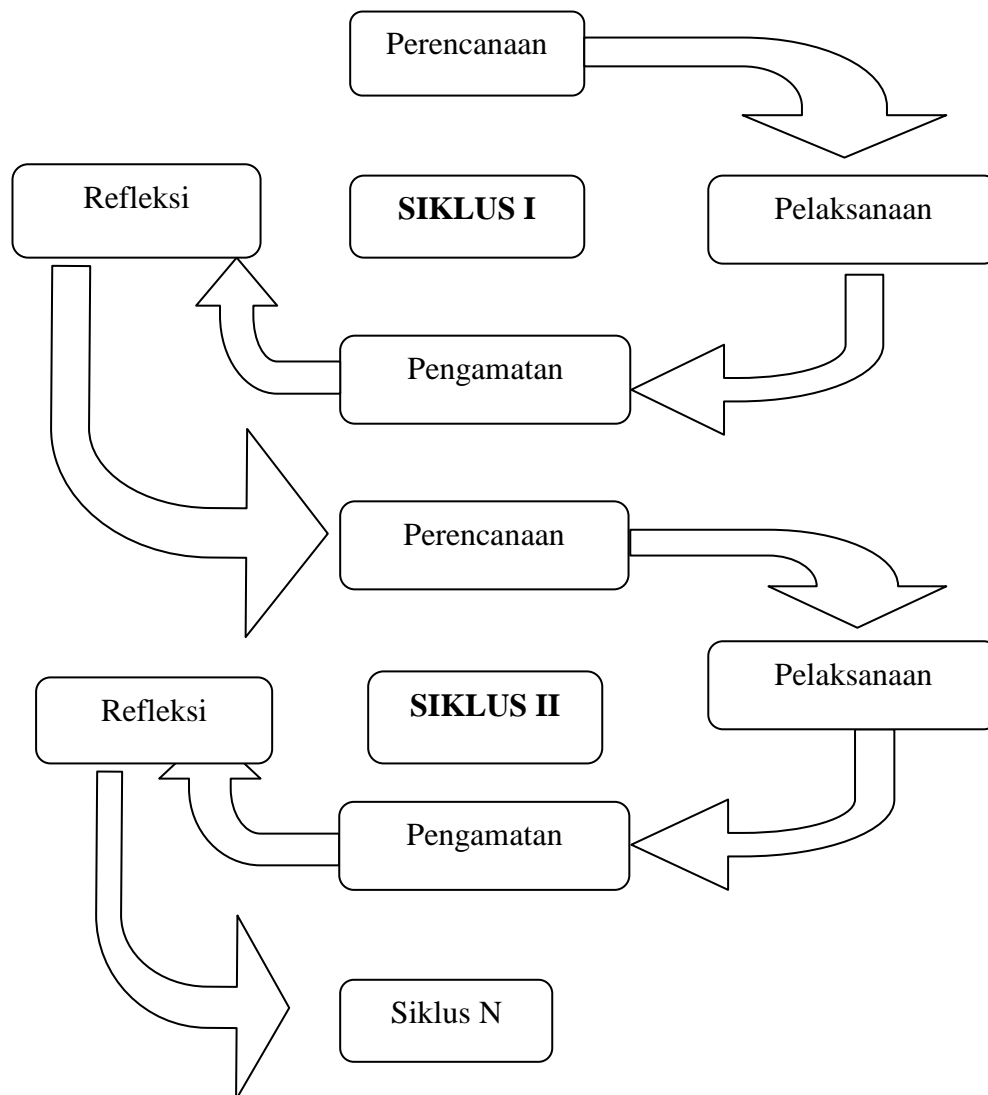 Perencanaan
Refleksi
SIKLUS I
Pelaksanaan
Pengamatan
Perencanaan
Pelaksanaan
Refleksi
SIKLUS II
Pengamatan
Siklus N